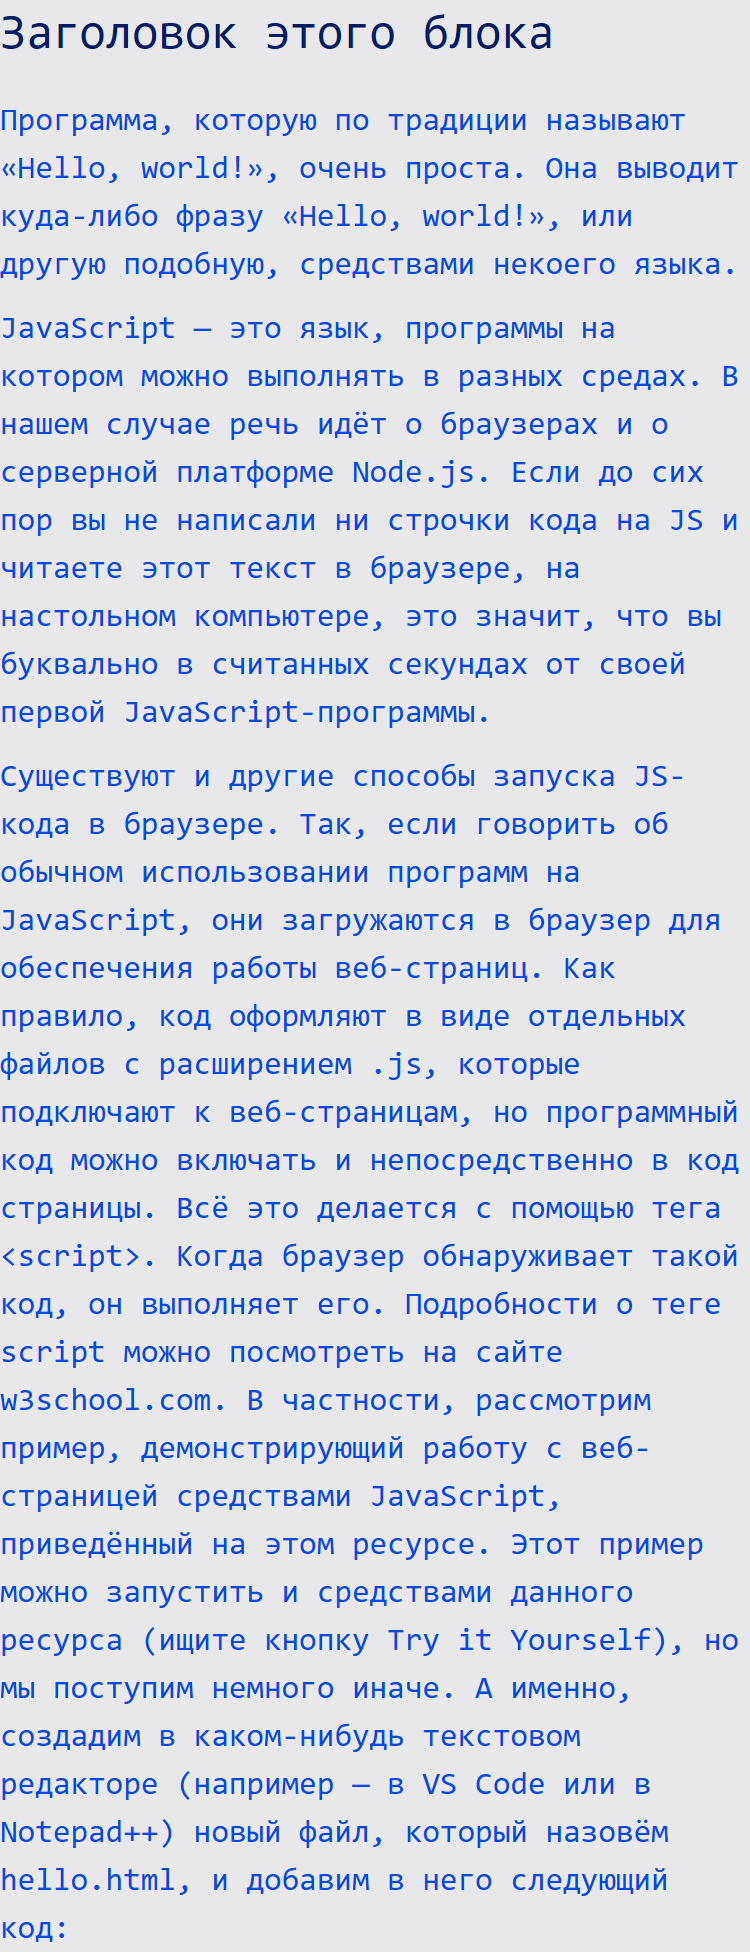 Заголовок этого блока
Программа, которую по традиции называют
«Hello, world!», очень проста. Она выводит
куда-либо фразу «Hello, world!», или
другую подобную, средствами некоего языка.
JavaScript — это язык, программы на
котором можно выполнять в разных средах. В
нашем случае речь идёт о браузерах и о
серверной платформе Node.js. Если до сих
пор вы не написали ни строчки кода на JS и
читаете этот текст в браузере, на
настольном компьютере, это значит, что вы
буквально в считанных секундах от своей
первой JavaScript-программы.
Существуют и другие способы запуска JS-
кода в браузере. Так, если говорить об
обычном использовании программ на
JavaScript, они загружаются в браузер для
обеспечения работы веб-страниц. Как
правило, код оформляют в виде отдельных
файлов с расширением .js, которые
подключают к веб-страницам, но программный
код можно включать и непосредственно в код
страницы. Всё это делается с помощью тега
<script>. Когда браузер обнаруживает такой
код, он выполняет его. Подробности о теге
script можно посмотреть на сайте
w3school.com. В частности, рассмотрим
пример, демонстрирующий работу с веб-
страницей средствами JavaScript,
приведённый на этом ресурсе. Этот пример
можно запустить и средствами данного
ресурса (ищите кнопку Try it Yourself), но
мы поступим немного иначе. А именно,
создадим в каком-нибудь текстовом
редакторе (например — в VS Code или в
Notepad++) новый файл, который назовём
hello.html, и добавим в него следующий
код: